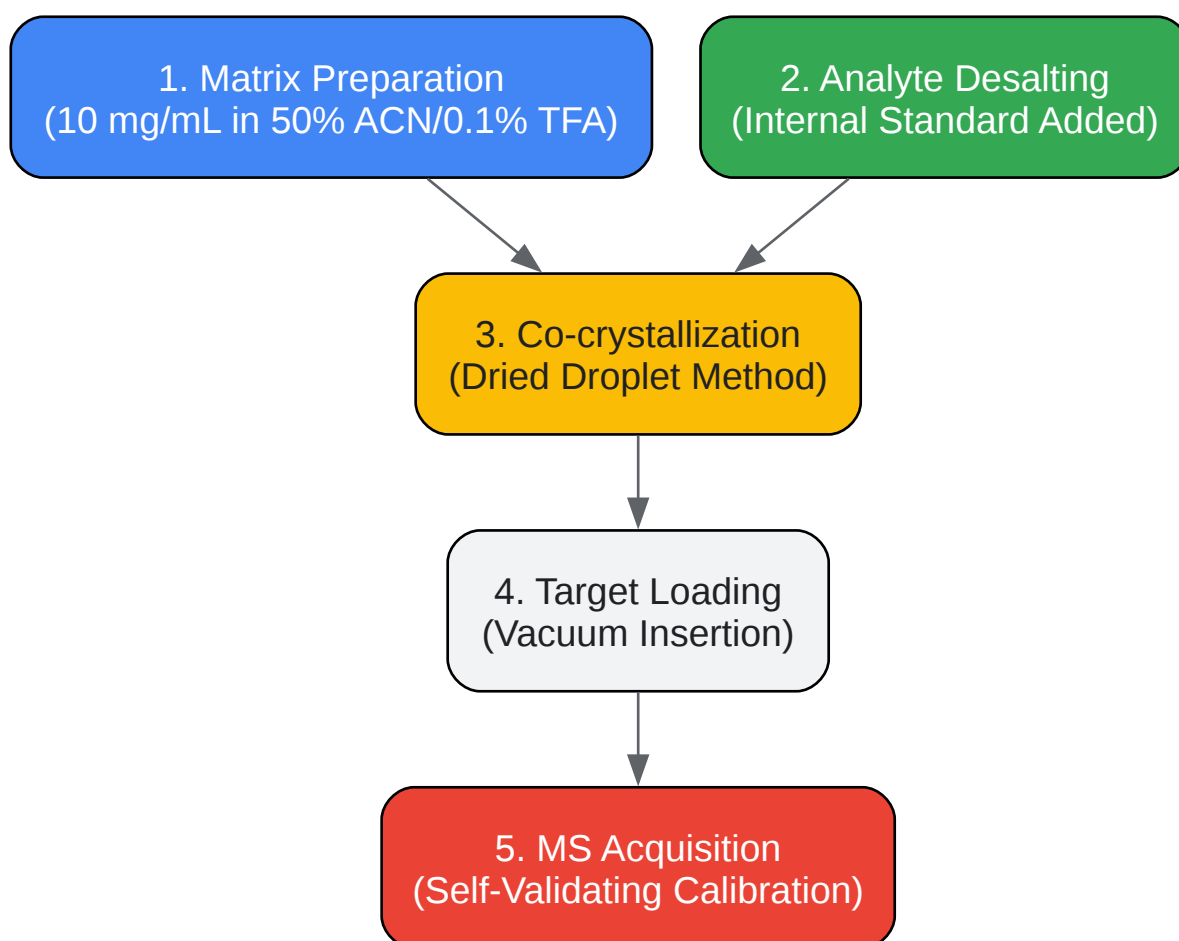 1. Matrix Preparation
(10 mg/mL in 50% ACN/0.1% TFA)
2. Analyte Desalting
(Internal Standard Added)
3. Co-crystallization
(Dried Droplet Method)
4. Target Loading
(Vacuum Insertion)
5. MS Acquisition
(Self-Validating Calibration)